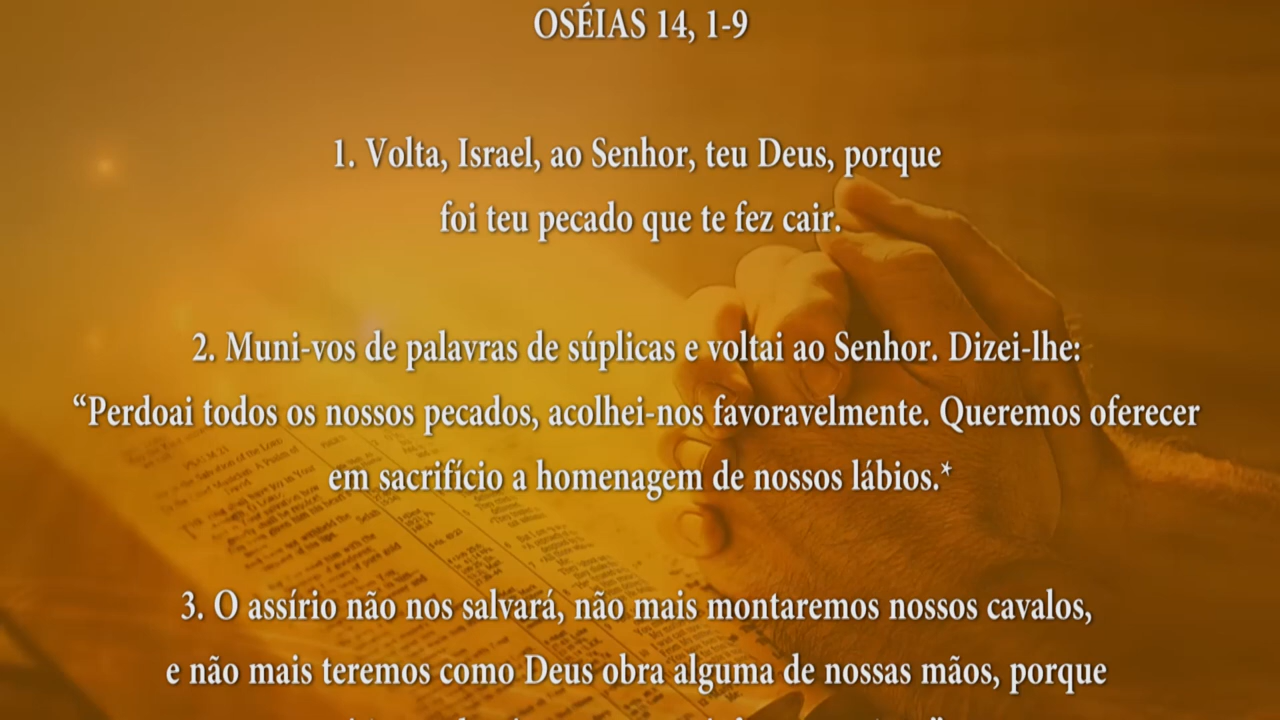 OSÉIAS 14, 1-9
1. Volta, Israel, ao Senhor, teu Deus, porque
foi teu pecado que te fez cair.
2. Muni-vos de palavras de súplicas e voltai ao Senhor. Dizei-lhe:
“Perdoai todos os nossos pecados, acolhei-nos favoravelmente. Queremos oferecer
em sacrifício a homenagem de nossos lábios.*
3. O assírio não nos salvará, não mais montaremos nossos cavalos,
e não mais teremos como Deus obra alguma de nossas mãos, porque